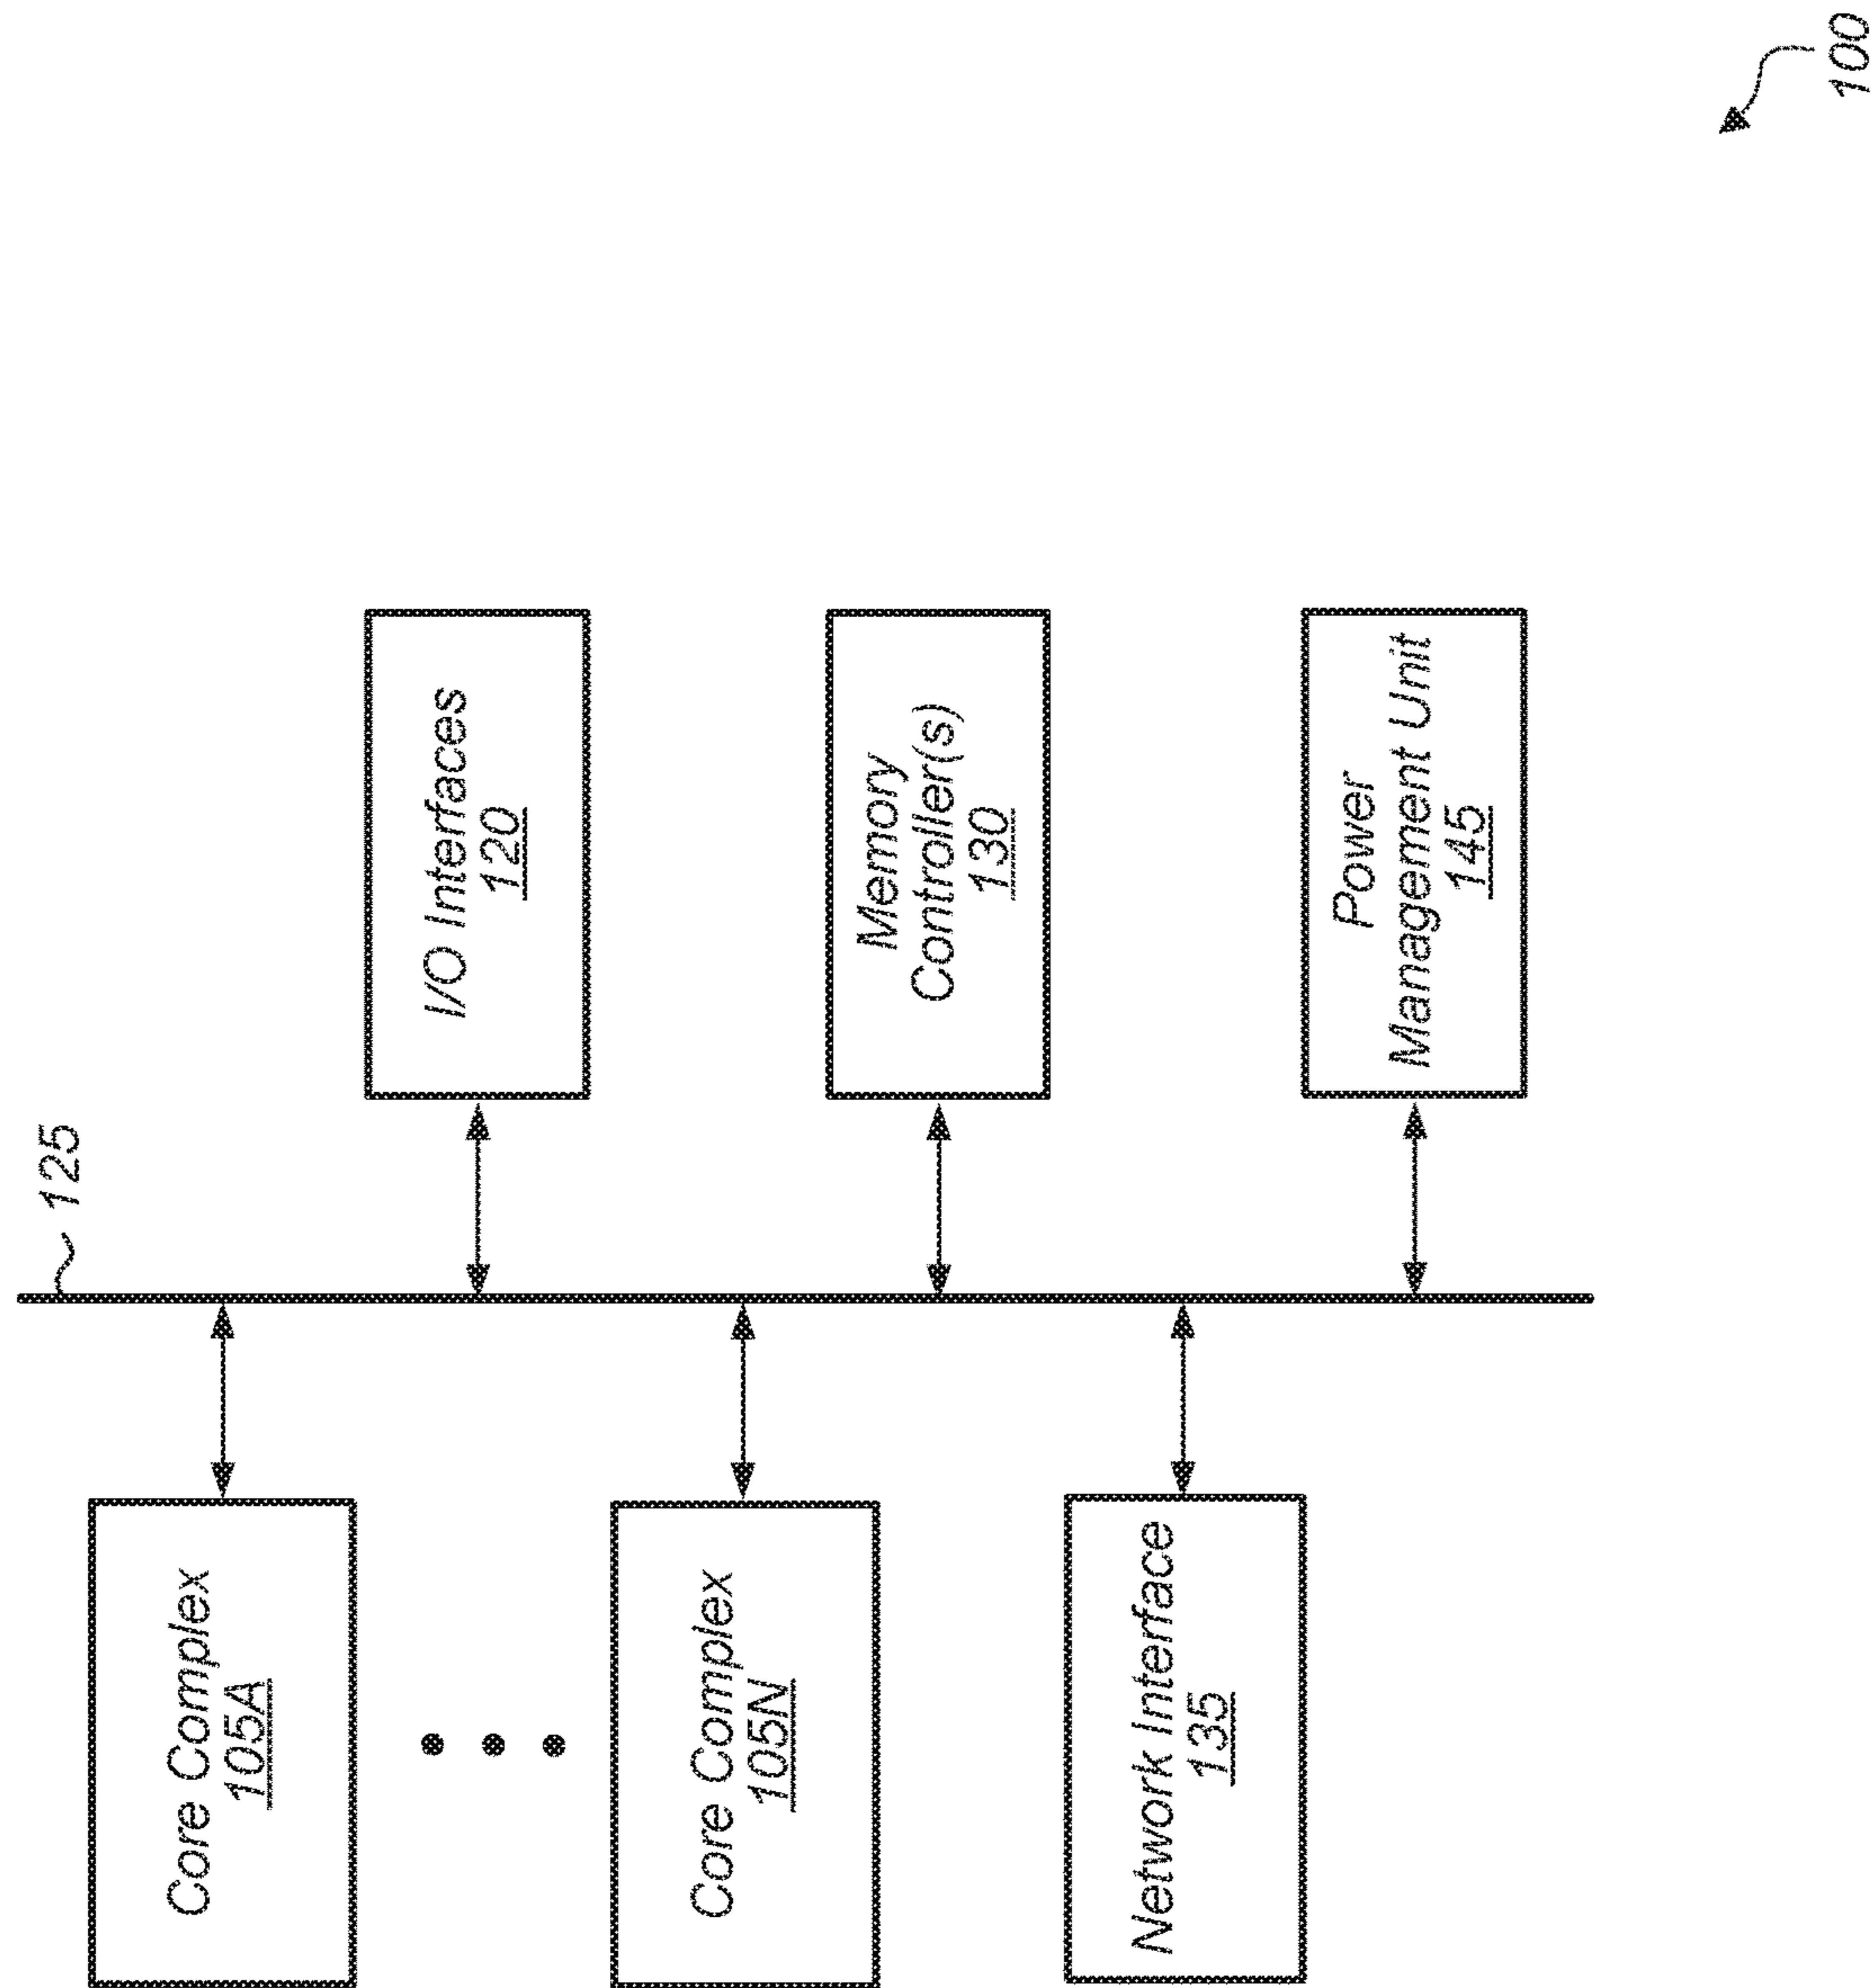 100
125
Core Complex
105A
Core Complex
105N
Network Interface
135
I/O Interfaces
120
Memory
Controller(s)
130
Power
Management Unit
145